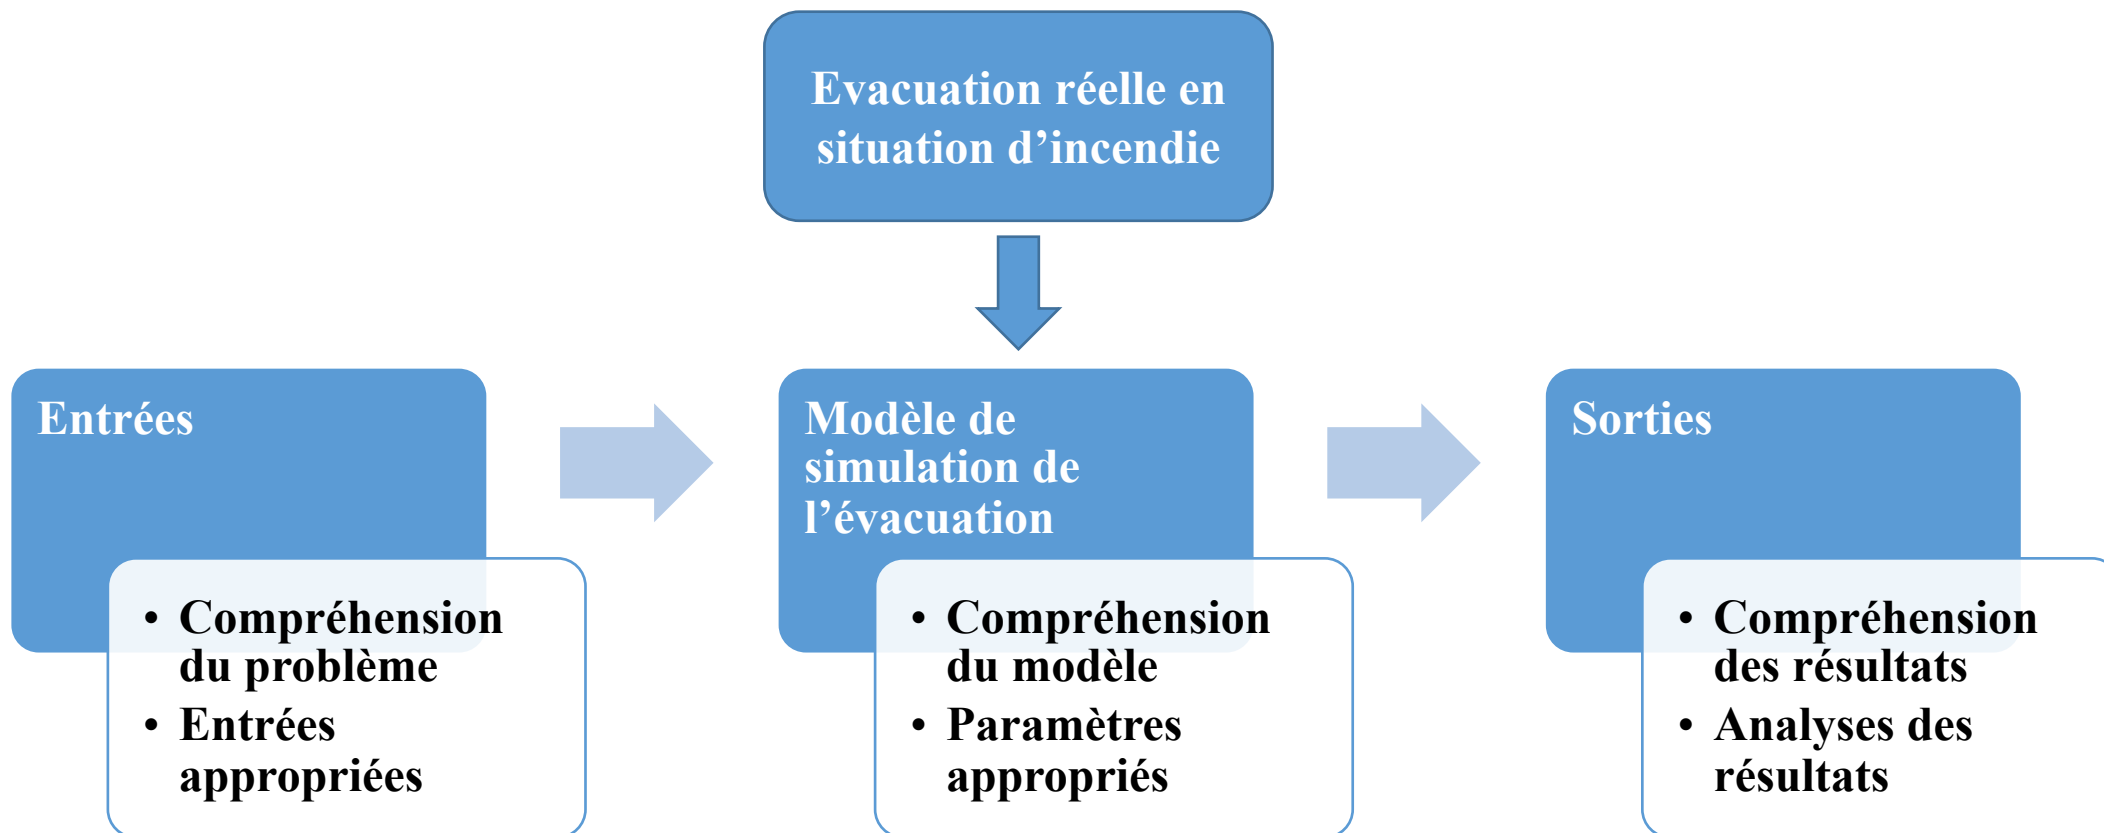 Evacuation réelle en
situation d’incendie
Entrées
• Compréhension
du problème
• Entrées
appropriées
Modèle de
simulation de
l’évacuation
• Compréhension
du modèle
• Paramètres
appropriés
Sorties
• Compréhension
des résultats
• Analyses des
résultats